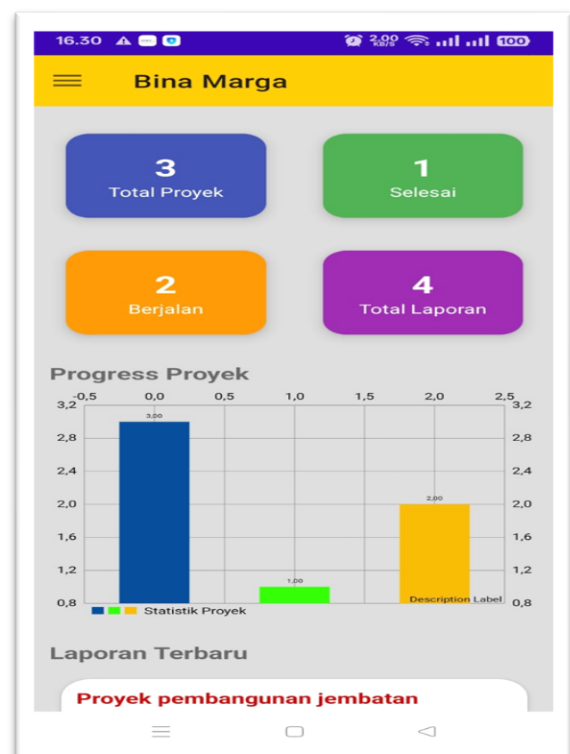 16.30 2,00 KB/S 100
Bina Marga
3
Total Proyek
1
Selesai
2
Berjalan
4
Total Laporan
Progress Proyek
-0,5 0,0 0,5 1,0 1,5 2,0 2,5
3,2 3,00 3,2
2,8 2,8
2,4 2,4
2,0 2,00 2,0
1,6 1,6
1,2 1,00 1,2
0,8 Description Label 0,8
Statistik Proyek
Laporan Terbaru
Proyek pembangunan jembatan